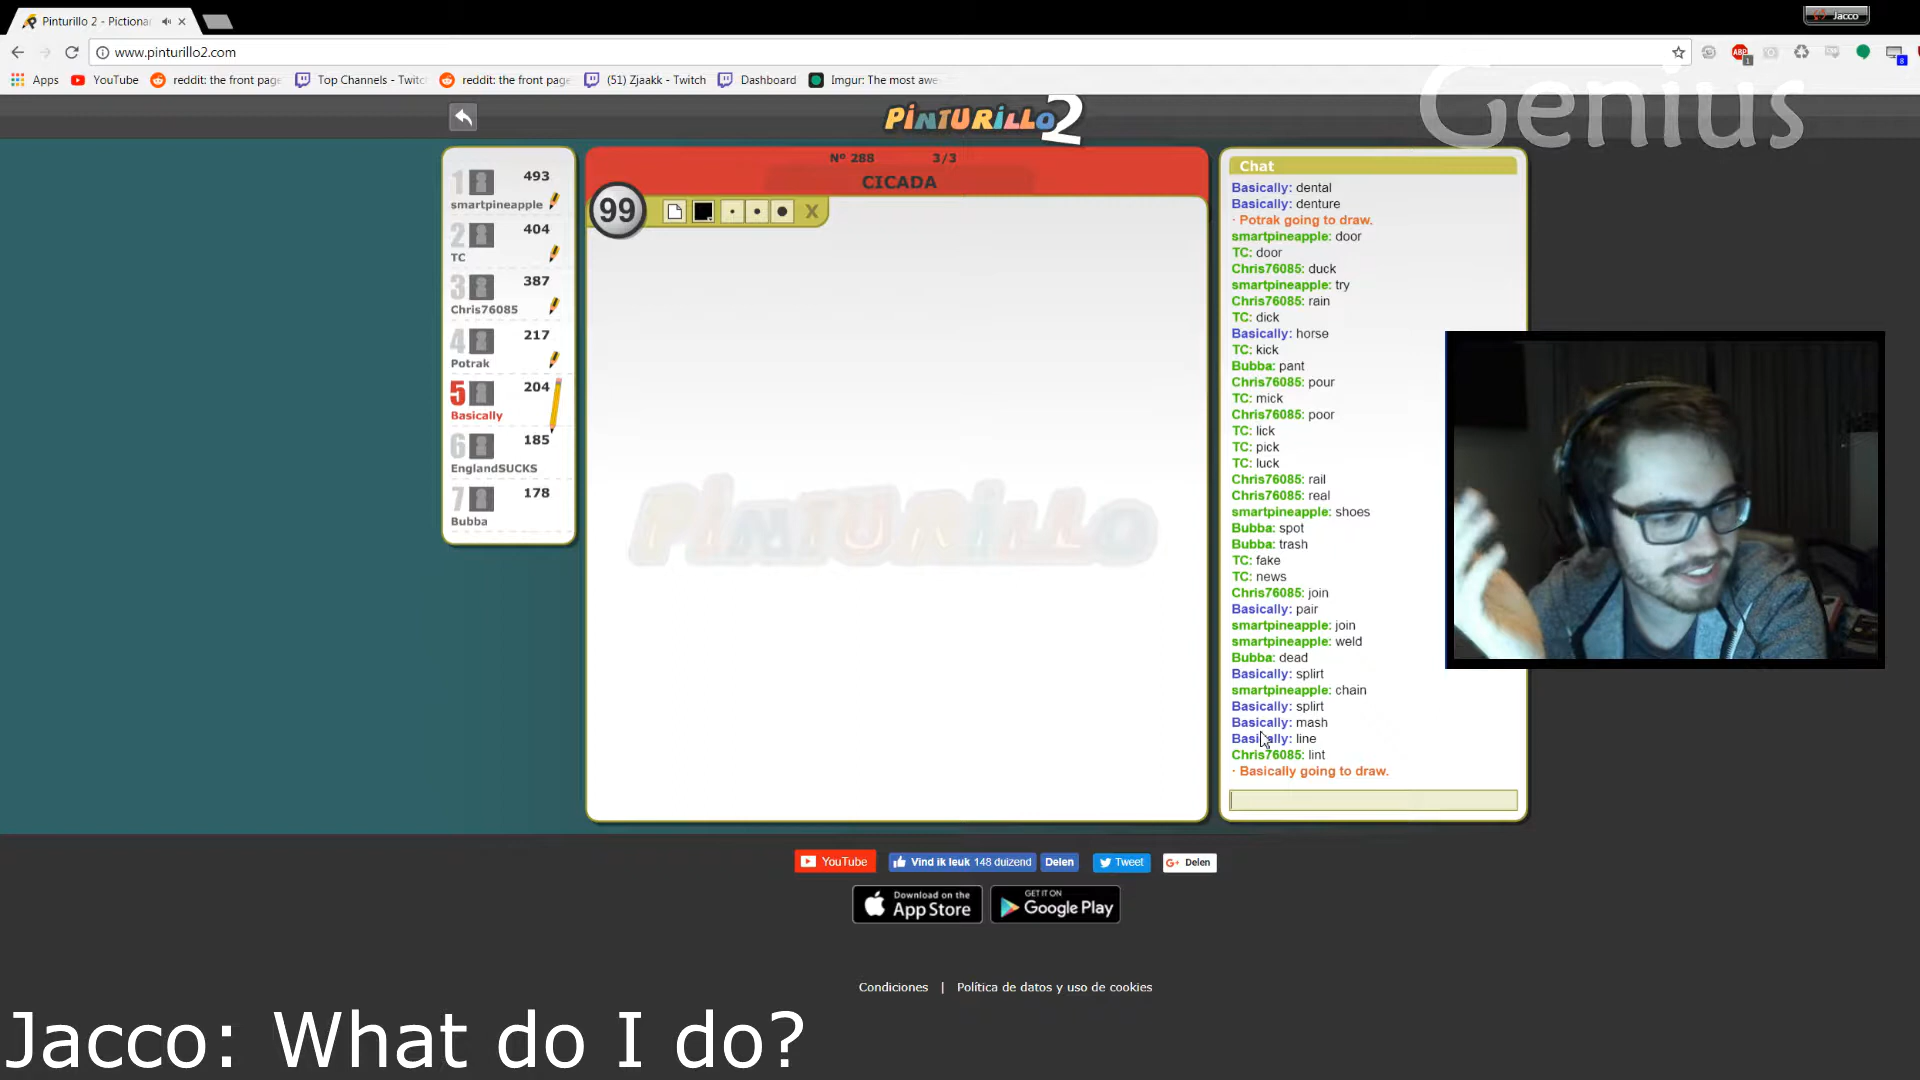 Pinturillo 2 - Pictiona
Jacco
www.pinturillo2.com
ABP
1
8
Apps
YouTube
reddit: the front page
Top Channels - Twitc
reddit: the front page
(51) Zjaakk - Twitch
Dashboard
Imgur: The most awe
Genius
PINTURILLO 2
Nº 288
3/3
CICADA
99
X
1
493
smartpineapple
2
404
TC
3
387
Chris76085
4
217
Potrak
5
204
Basically
6
185
EnglandSUCKS
7
178
Bubba
PINTURILLO
Chat
Basically: dental
Basically: denture
· Potrak going to draw.
smartpineapple: door
TC: door
Chris76085: duck
smartpineapple: try
Chris76085: rain
TC: dick
Basically: horse
TC: kick
Bubba: pant
Chris76085: pour
TC: mick
Chris76085: poor
TC: lick
TC: pick
TC: luck
Chris76085: rail
Chris76085: real
smartpineapple: shoes
Bubba: spot
Bubba: trash
TC: fake
TC: news
Chris76085: join
Basically: pair
smartpineapple: join
smartpineapple: weld
Bubba: dead
Basically: splirt
smartpineapple: chain
Basically: splirt
Basically: mash
Basically: line
Chris76085: lint
· Basically going to draw.
YouTube
Vind ik leuk 148 duizend
Delen
Tweet
G+ Delen
Download on the
App Store
GET IT ON
Google Play
Condiciones | Política de datos y uso de cookies
Jacco: What do I do?